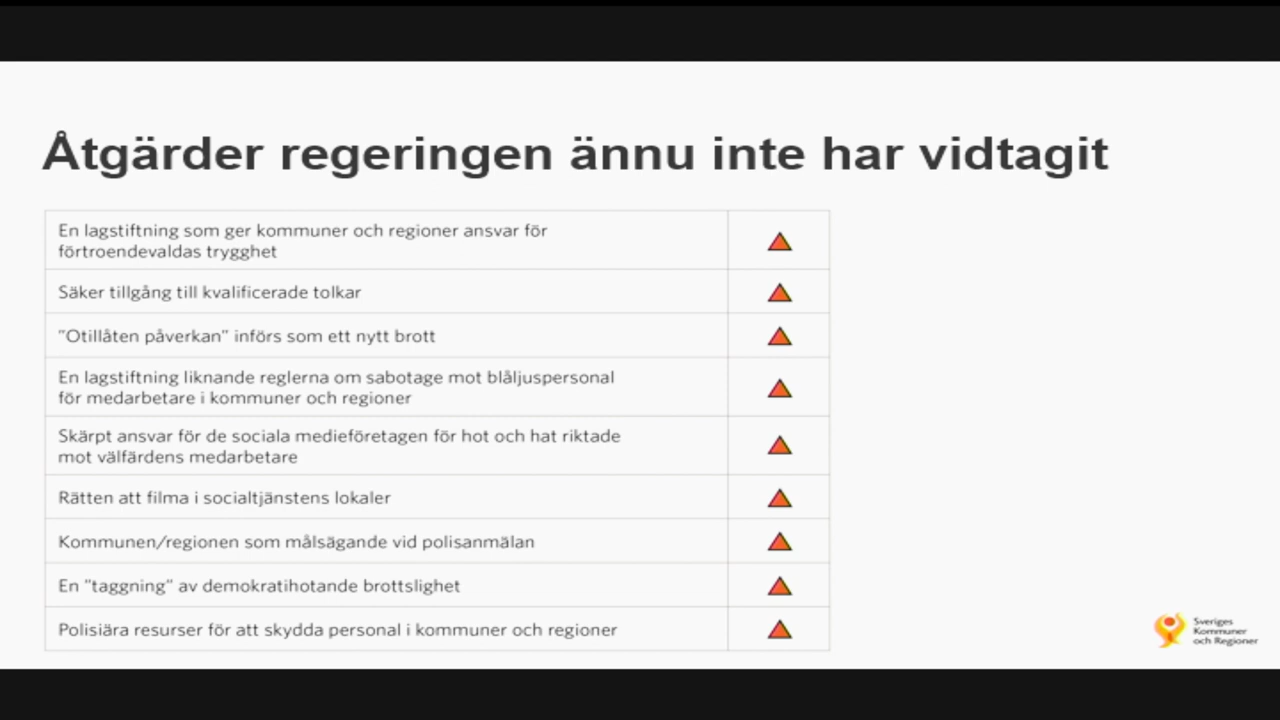 Åtgärder regeringen ännu inte har vidtagit
En lagstiftning som ger kommuner och regioner ansvar för
förtroendevaldas trygghet
Säker tillgång till kvalificerade tolkar
”Otillåten påverkan” införs som ett nytt brott
En lagstiftning liknande reglerna om sabotage mot blåljuspersonal
för medarbetare i kommuner och regioner
Skärpt ansvar för de sociala medieföretagen för hot och hat riktade
mot välfärdens medarbetare
Rätten att filma i socialtjänstens lokaler
Kommunen/regionen som målsägande vid polisanmälan
En ”taggning” av demokratihotande brottslighet
Polisiära resurser för att skydda personal i kommuner och regioner
Sveriges
Kommuner
och Regioner